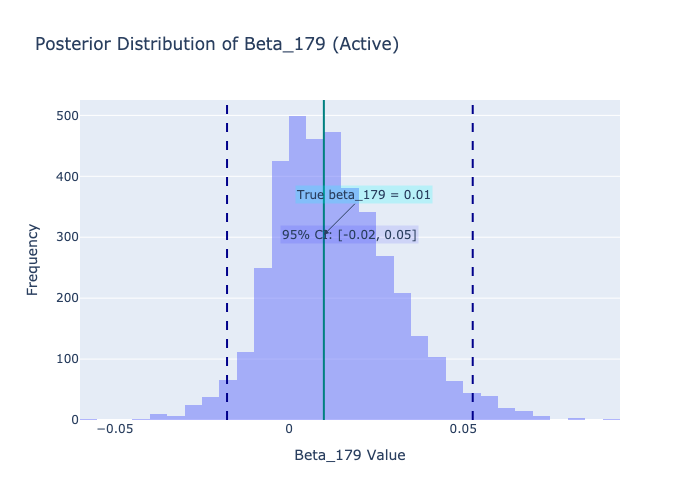 Posterior Distribution of Beta_179 (Active)
500
400
300
200
100
0
True beta_179 = 0.01
95% CI: [-0.02, 0.05]
Frequency
−0.05
0
0.05
Beta_179 Value